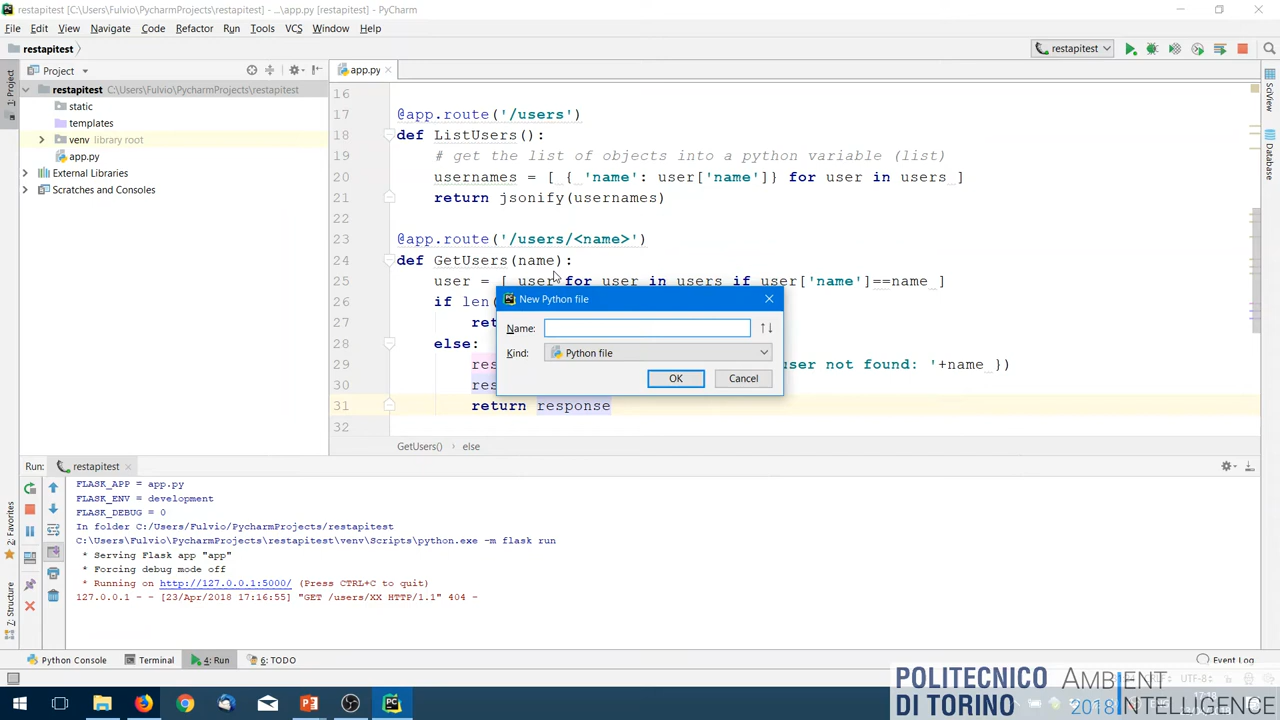 restapitest [C:\Users\Fulvio\PycharmProjects\restapitest] - ...\app.py [restapitest] - PyCharm
File Edit View Navigate Code Refactor Run Tools VCS Window Help
restapitest
restapitest
1: Project
Project
app.py
restapitest C:\Users\Fulvio\PycharmProjects\restapitest
static
templates
venv library root
app.py
External Libraries
Scratches and Consoles
16
17 @app.route('/users')
18 def ListUsers():
19 # get the list of objects into a python variable (list)
20 usernames = [ { 'name': user['name']} for user in users ]
21 return jsonify(usernames)
22
23 @app.route('/users/<name>')
24 def GetUsers(name):
25 user = [ user for user in users if user['name']==name ]
26 if len(
27 ret
28 else:
29 res user not found: '+name })
30 res
31 return response
32
GetUsers() else
New Python file
Name:
Kind: Python file
OK Cancel
SciView
Database
Run: restapitest
FLASK_APP = app.py
FLASK_ENV = development
FLASK_DEBUG = 0
In folder C:/Users/Fulvio/PycharmProjects/restapitest
C:\Users\Fulvio\PycharmProjects\restapitest\venv\Scripts\python.exe -m flask run
* Serving Flask app "app"
* Forcing debug mode off
* Running on http://127.0.0.1:5000/ (Press CTRL+C to quit)
127.0.0.1 - - [23/Apr/2018 17:16:55] "GET /users/XX HTTP/1.1" 404 -
2: Favorites
7: Structure
Python Console Terminal 4: Run 6: TODO Event Log
POLITECNICO DI TORINO
AMBIENT 2018 INTELLIGENCE